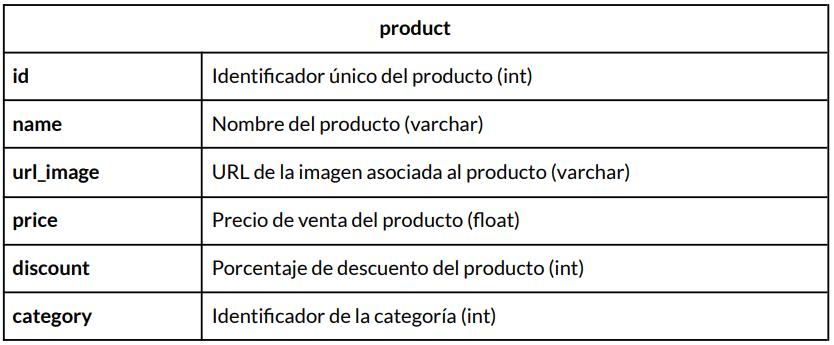 product
id Identificador único del producto (int)
name Nombre del producto (varchar)
url_image URL de la imagen asociada al producto (varchar)
price Precio de venta del producto (float)
discount Porcentaje de descuento del producto (int)
category Identificador de la categoría (int)